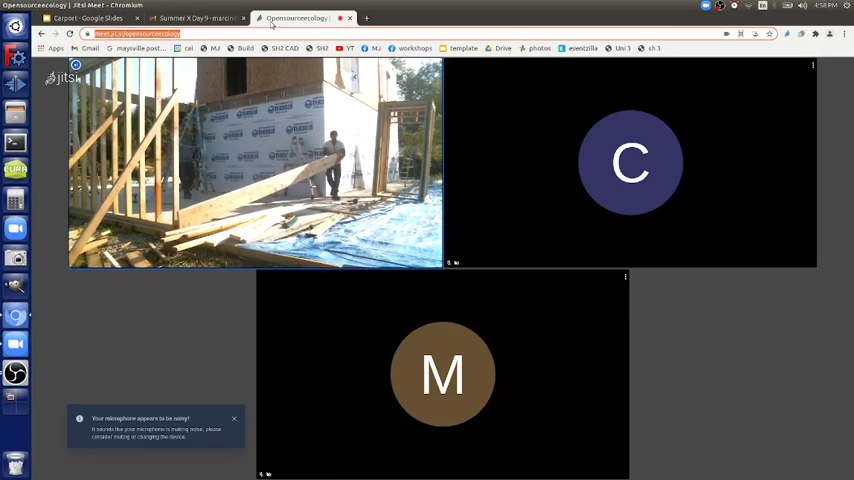 Opensourceecology | Jitsi Meet - Chromium
En
4:58 PM
Carport - Google Slides
Summer X Day 9 - marcin
Opensourceecology |
meet.jit.si/opensourceecology
Apps
Gmail
maysville post...
cal
MJ
Build
SH2 CAD
SH2
YT
MJ
workshops
template
Drive
photos
eventzilla
Uni 3
sh 3
jitsi
C
M
CURA
Your microphone appears to be noisy!
It sounds like your microphone is making noise, please
consider muting or changing the device.